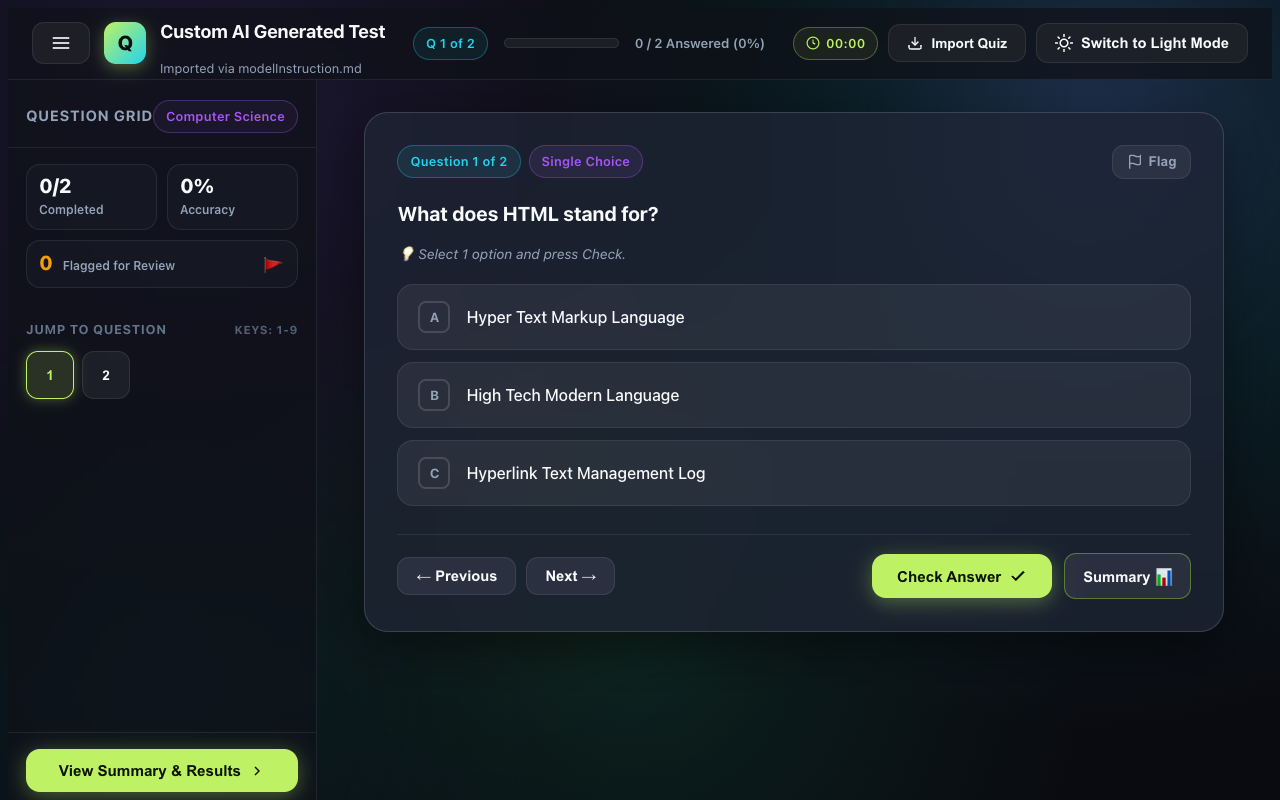 Q
Custom AI Generated Test
Imported via modelInstruction.md
Q 1 of 2
0 / 2 Answered (0%)
00:00
Import Quiz
Switch to Light Mode
QUESTION GRID
Computer Science
0/2
Completed
0%
Accuracy
0 Flagged for Review
JUMP TO QUESTION
KEYS: 1-9
1
2
View Summary & Results
Question 1 of 2
Single Choice
Flag
What does HTML stand for?
Select 1 option and press Check.
A Hyper Text Markup Language
B High Tech Modern Language
C Hyperlink Text Management Log
← Previous
Next →
Check Answer
Summary